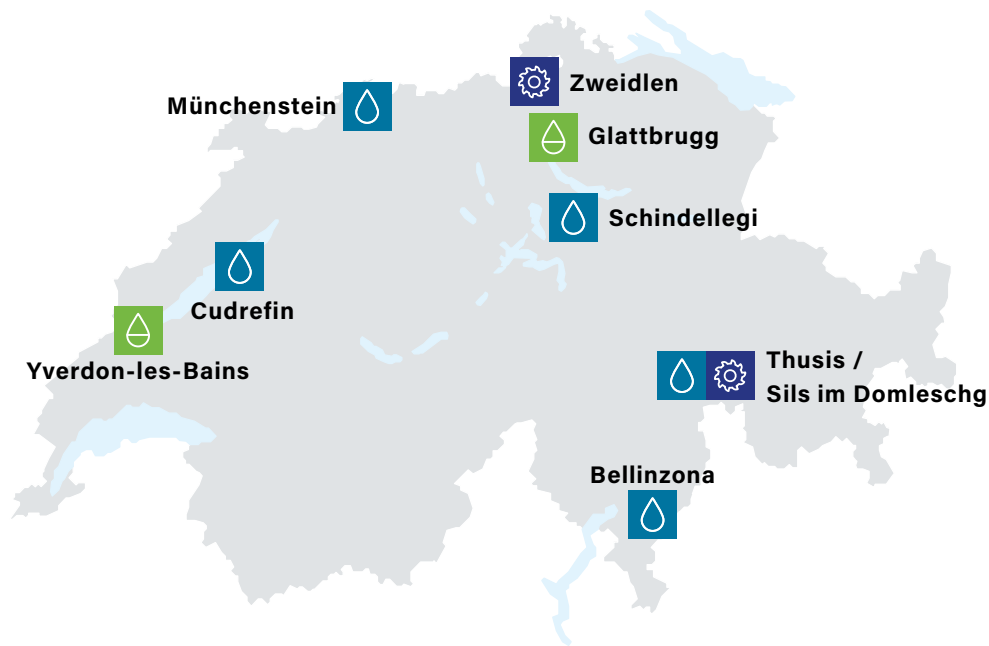 Zweidlen
Münchenstein
Glattbrugg
Schindellegi
Cudrefin
Yverdon-les-Bains
Thusis /
Sils im Domleschg
Bellinzona